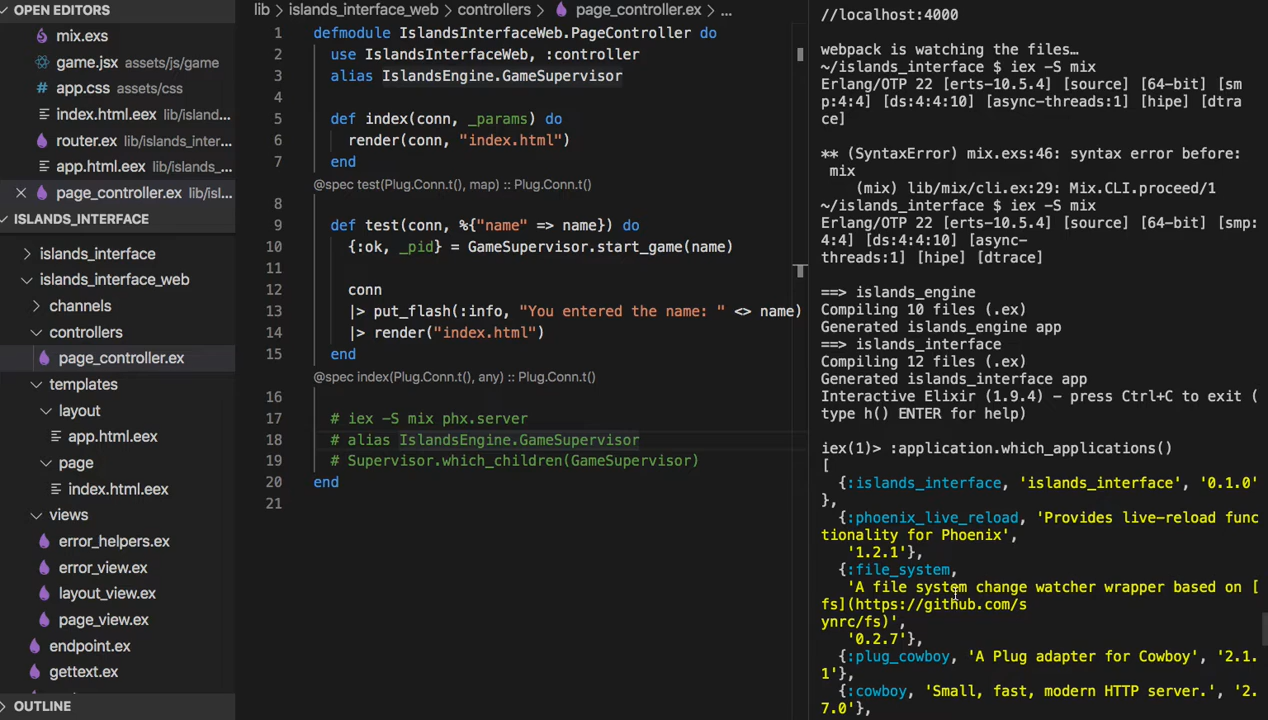 OPEN EDITORS
mix.exs
game.jsx assets/js/game
app.css assets/css
index.html.eex lib/island...
router.ex lib/islands_inter...
app.html.eex lib/islands_...
page_controller.ex lib/isl...
ISLANDS_INTERFACE
islands_interface
islands_interface_web
channels
controllers
page_controller.ex
templates
layout
app.html.eex
page
index.html.eex
views
error_helpers.ex
error_view.ex
layout_view.ex
page_view.ex
endpoint.ex
gettext.ex
OUTLINE
lib > islands_interface_web > controllers > page_controller.ex > ...
1 defmodule IslandsInterfaceWeb.PageController do
2 use IslandsInterfaceWeb, :controller
3 alias IslandsEngine.GameSupervisor
4
5 def index(conn, _params) do
6 render(conn, "index.html")
7 end
@spec test(Plug.Conn.t(), map) :: Plug.Conn.t()
8
9 def test(conn, %{"name" => name}) do
10 {:ok, _pid} = GameSupervisor.start_game(name)
11
12 conn
13 |> put_flash(:info, "You entered the name: " <> name)
14 |> render("index.html")
15 end
@spec index(Plug.Conn.t(), any) :: Plug.Conn.t()
16
17 # iex -S mix phx.server
18 # alias IslandsEngine.GameSupervisor
19 # Supervisor.which_children(GameSupervisor)
20 end
21
//localhost:4000
webpack is watching the files…
~/islands_interface $ iex -S mix
Erlang/OTP 22 [erts-10.5.4] [source] [64-bit] [sm
p:4:4] [ds:4:4:10] [async-threads:1] [hipe] [dtra
ce]
** (SyntaxError) mix.exs:46: syntax error before:
mix
(mix) lib/mix/cli.ex:29: Mix.CLI.proceed/1
~/islands_interface $ iex -S mix
Erlang/OTP 22 [erts-10.5.4] [source] [64-bit] [smp:
4:4] [ds:4:4:10] [async-
threads:1] [hipe] [dtrace]
==> islands_engine
Compiling 10 files (.ex)
Generated islands_engine app
==> islands_interface
Compiling 12 files (.ex)
Generated islands_interface app
Interactive Elixir (1.9.4) - press Ctrl+C to exit (
type h() ENTER for help)
iex(1)> :application.which_applications()
[
{:islands_interface, 'islands_interface', '0.1.0'
},
{:phoenix_live_reload, 'Provides live-reload func
tionality for Phoenix',
'1.2.1'},
{:file_system,
'A file system change watcher wrapper based on [
fs](https://github.com/s
ynrc/fs)',
'0.2.7'},
{:plug_cowboy, 'A Plug adapter for Cowboy', '2.1.
1'},
{:cowboy, 'Small, fast, modern HTTP server.', '2.
7.0'},